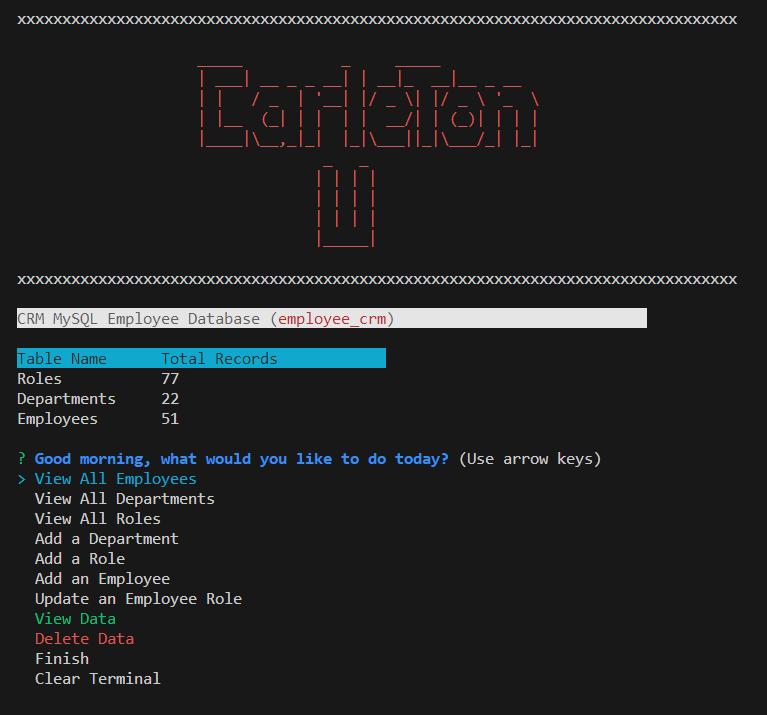 xxxxxxxxxxxxxxxxxxxxxxxxxxxxxxxxxxxxxxxxxxxxxxxxxxxxxxxxxxxxxxxxxxxxxxxxxxxxxxxx
CarleTon
U
xxxxxxxxxxxxxxxxxxxxxxxxxxxxxxxxxxxxxxxxxxxxxxxxxxxxxxxxxxxxxxxxxxxxxxxxxxxxxxxx
CRM MySQL Employee Database (employee_crm)
Table Name Total Records
Roles 77
Departments 22
Employees 51
? Good morning, what would you like to do today? (Use arrow keys)
> View All Employees
View All Departments
View All Roles
Add a Department
Add a Role
Add an Employee
Update an Employee Role
View Data
Delete Data
Finish
Clear Terminal